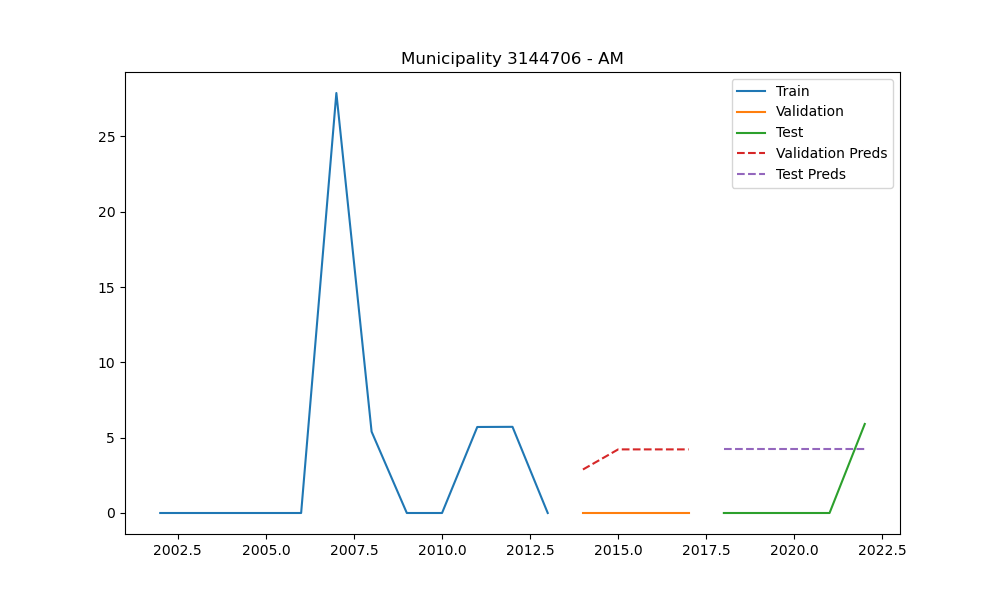 Municipality 3144706 - AM
Train
Validation
Test
Validation Preds
Test Preds
25
20
15
10
5
0
2002.5 2005.0 2007.5 2010.0 2012.5 2015.0 2017.5 2020.0 2022.5